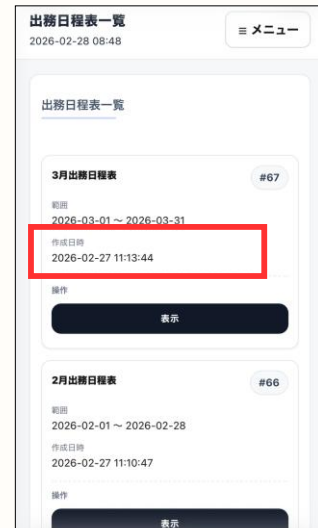 出務日程表一覧
2026-02-28 08:48
≡ メニュー
出務日程表一覧
3月出務日程表
#67
範囲
2026-03-01 ～ 2026-03-31
作成日時
2026-02-27 11:13:44
操作
表示
2月出務日程表
#66
範囲
2026-02-01 ～ 2026-02-28
作成日時
2026-02-27 11:10:47
操作
表示